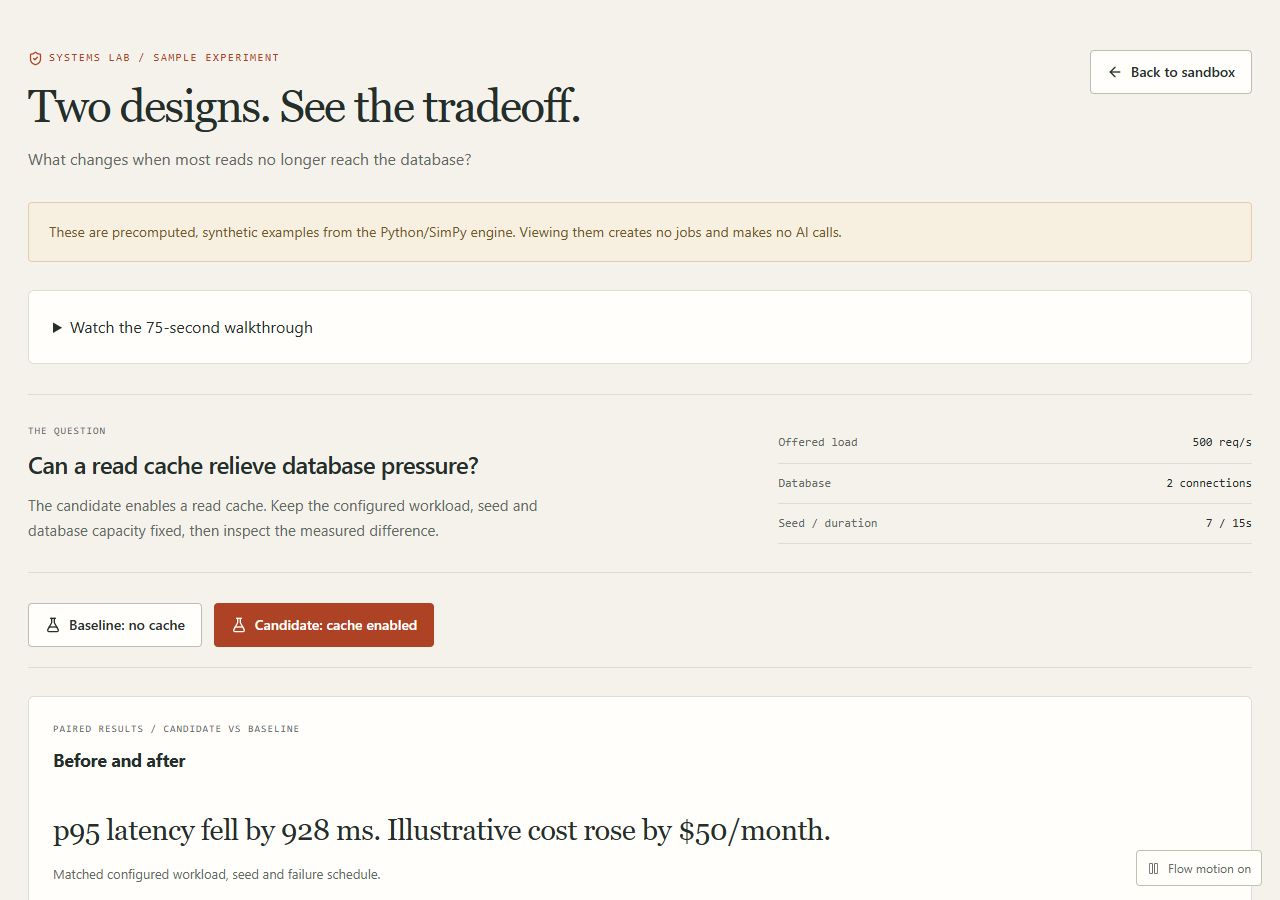 SYSTEMS LAB / SAMPLE EXPERIMENT
Back to sandbox
Two designs. See the tradeoff.
What changes when most reads no longer reach the database?
These are precomputed, synthetic examples from the Python/SimPy engine. Viewing them creates no jobs and makes no AI calls.
Watch the 75-second walkthrough
THE QUESTION
Can a read cache relieve database pressure?
The candidate enables a read cache. Keep the configured workload, seed and
database capacity fixed, then inspect the measured difference.
Offered load 500 req/s
Database 2 connections
Seed / duration 7 / 15s
Baseline: no cache
Candidate: cache enabled
PAIRED RESULTS / CANDIDATE VS BASELINE
Before and after
p95 latency fell by 928 ms. Illustrative cost rose by $50/month.
Matched configured workload, seed and failure schedule.
Flow motion on